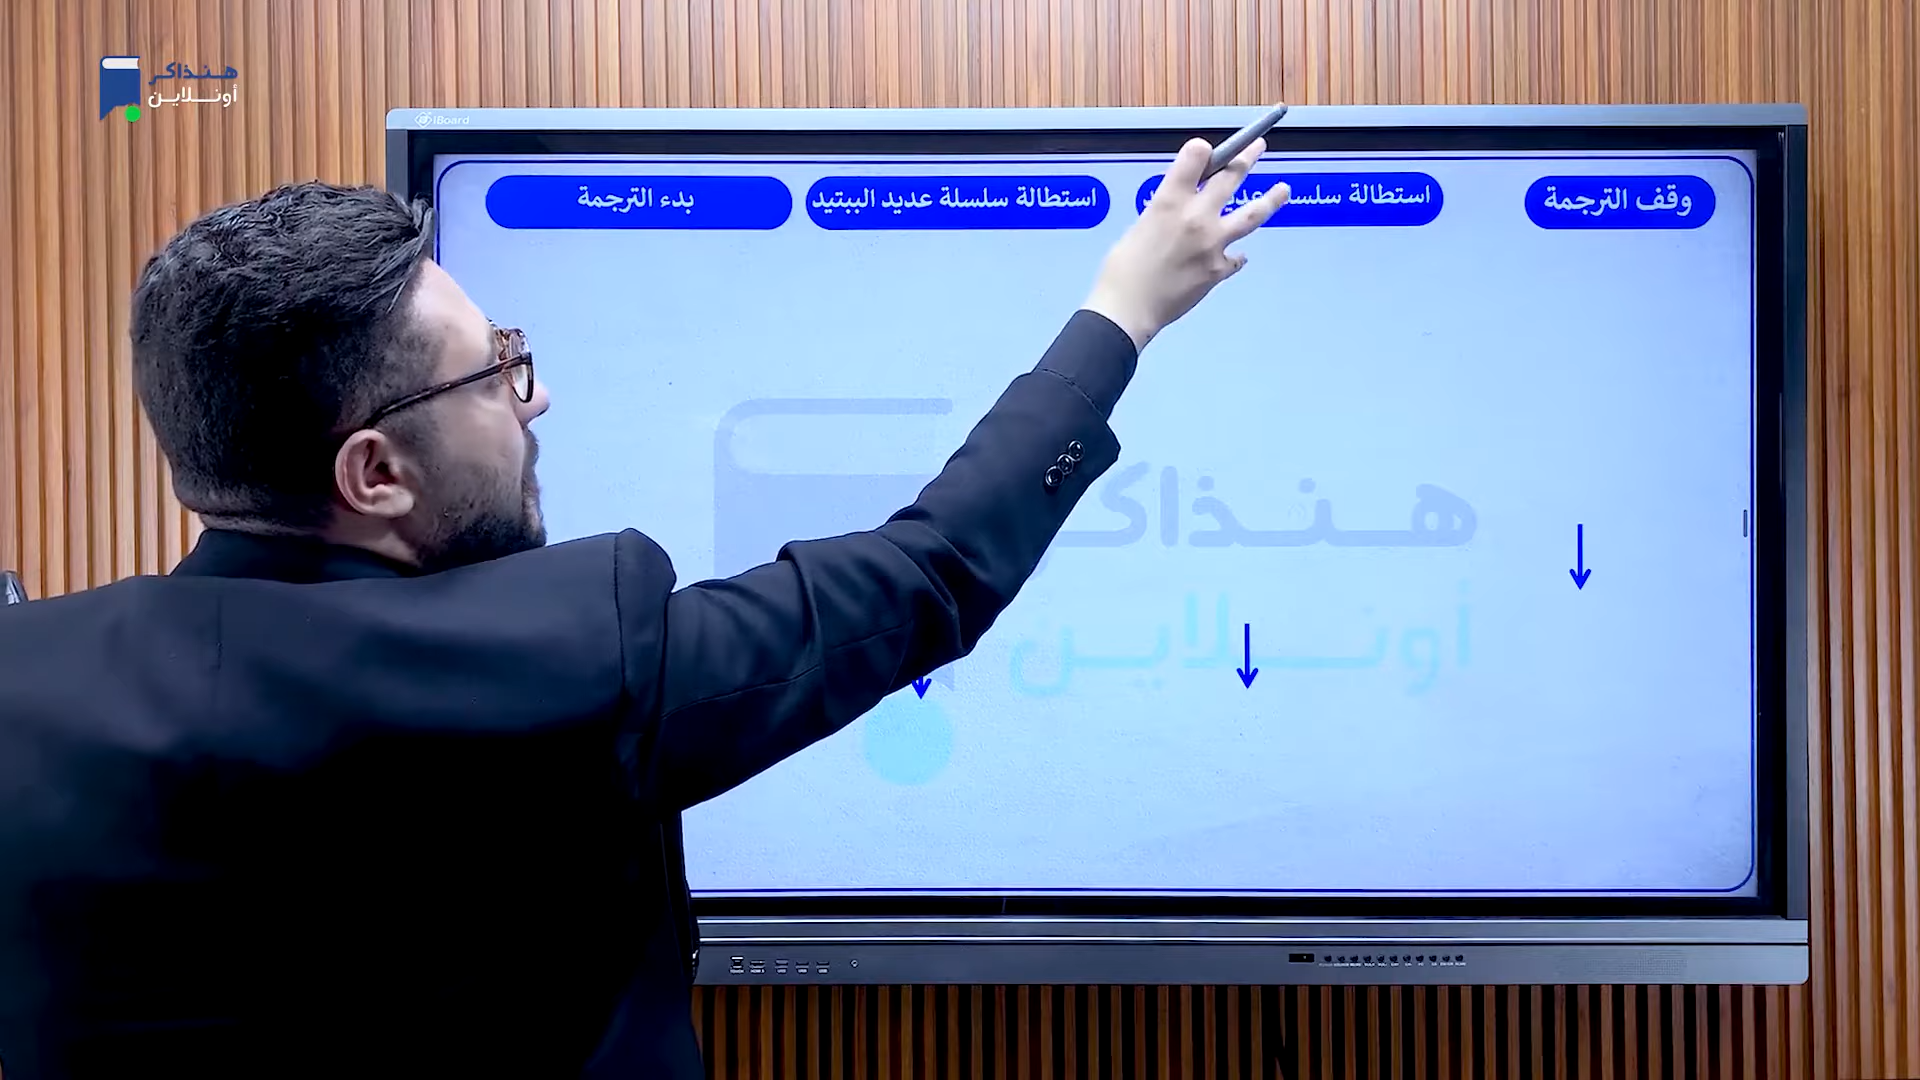 هنذاكر
أونلاين
iBoard
وقف الترجمة
استطالة سلسلة
بدء الترجمة
استطالة سلسلة عديد الببتيد
هنذاكر
أونلاين